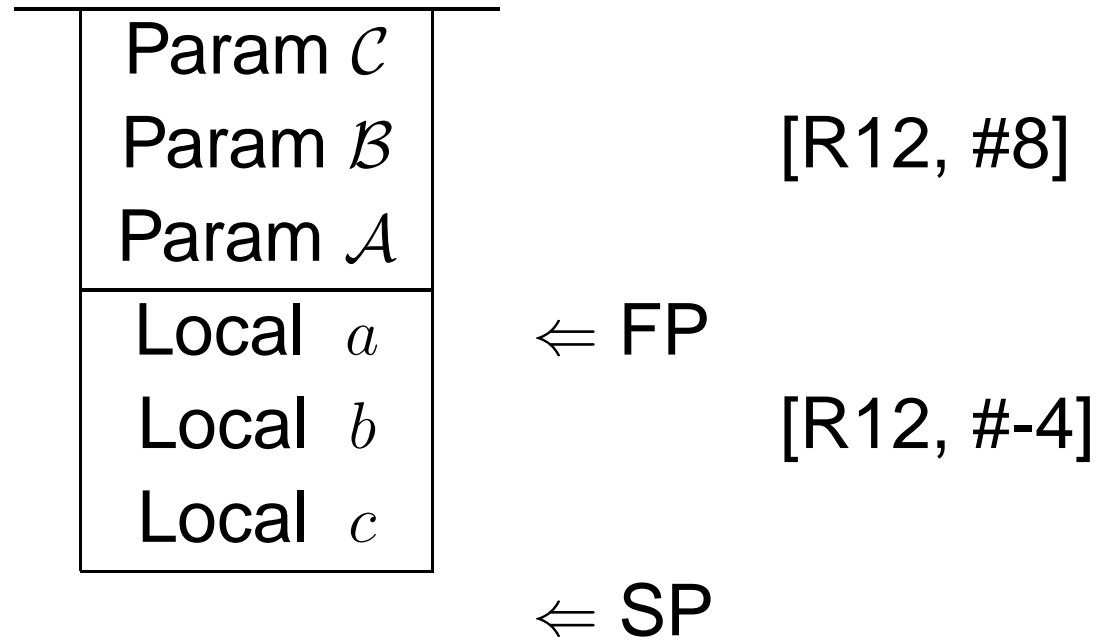 Param C
Param B [R12, #8]
Param A
Local a ⇐ FP
Local b [R12, #-4]
Local c
⇐ SP